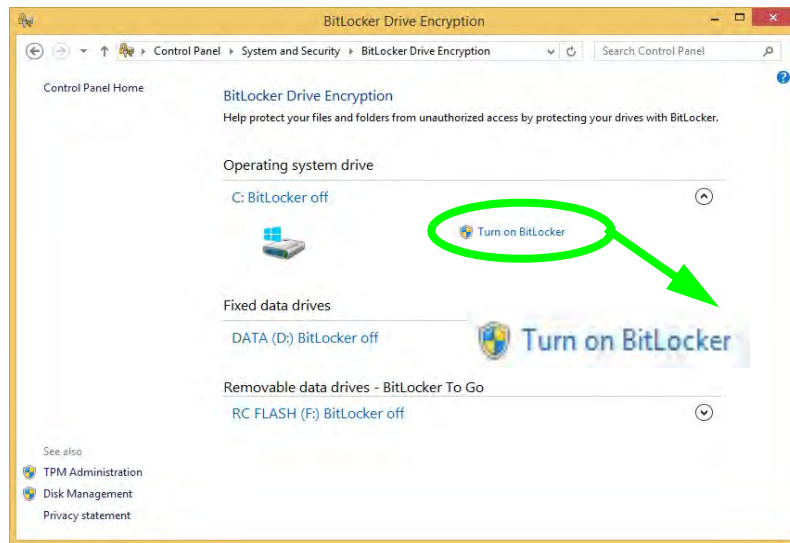 BitLocker Drive Encryption
Control Panel System and Security BitLocker Drive Encryption Search Control Panel
Control Panel Home
BitLocker Drive Encryption
Help protect your files and folders from unauthorized access by protecting your drives with BitLocker.
Operating system drive
C: BitLocker off
Turn on BitLocker
Fixed data drives
DATA (D:) BitLocker off
Turn on BitLocker
Removable data drives - BitLocker To Go
RC FLASH (F:) BitLocker off
See also
TPM Administration
Disk Management
Privacy statement